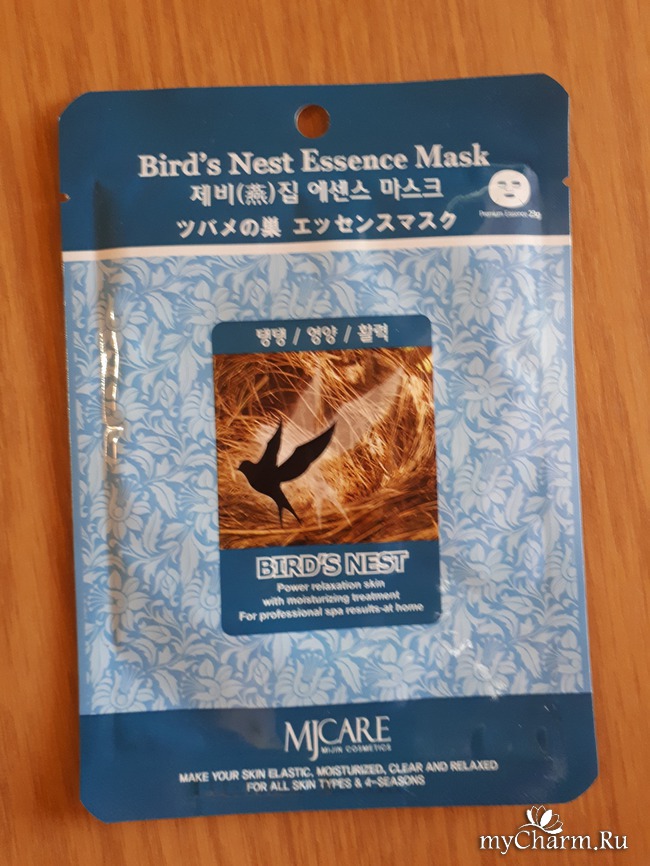 Bird's Nest Essence Mask
제비(燕)집 에센스 마스크
ツバメの巣 エッセンスマスク
Premium Essence 23g
탱탱 / 영양 / 활력
BIRD'S NEST
Power relaxation skin
with moisturizing treatment
For professional spa results-at home
MJCARE
MIJIN COSMETICS
MAKE YOUR SKIN ELASTIC, MOISTURIZED, CLEAR AND RELAXED
FOR ALL SKIN TYPES & 4-SEASONS
myCharm.Ru